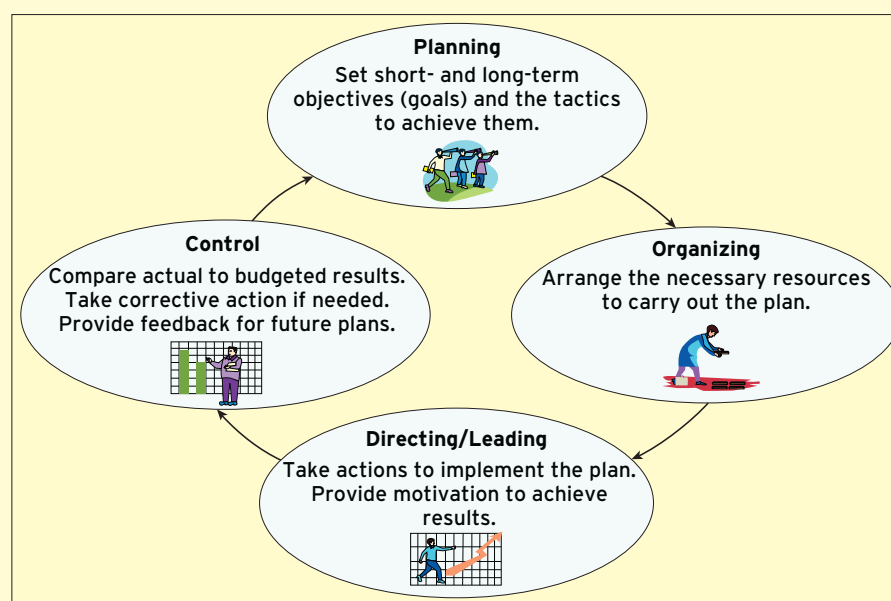 Planning
Set short- and long-term
objectives (goals) and the tactics
to achieve them.
Organizing
Arrange the necessary resources
to carry out the plan.
Directing/Leading
Take actions to implement the plan.
Provide motivation to achieve
results.
Control
Compare actual to budgeted results.
Take corrective action if needed.
Provide feedback for future plans.